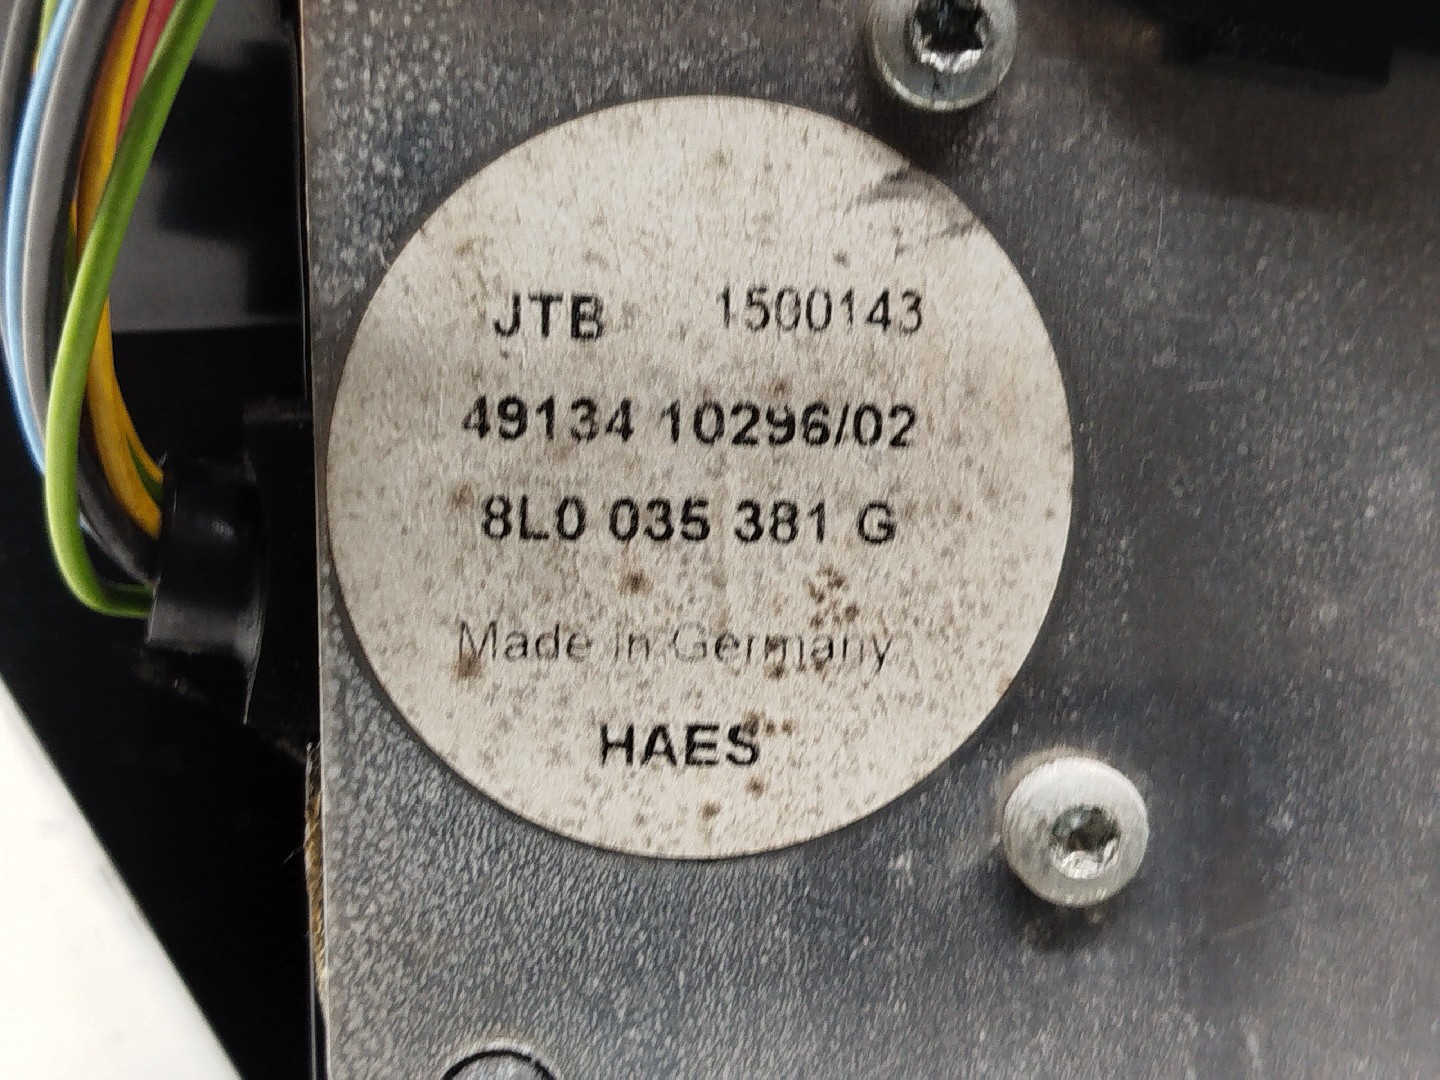 JTB 1500143
49134 10296/02
8L0 035 381 G
Made in Germany
HAES